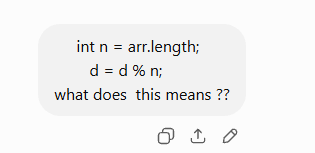 int n = arr.length;
d = d % n;
what does this means ??